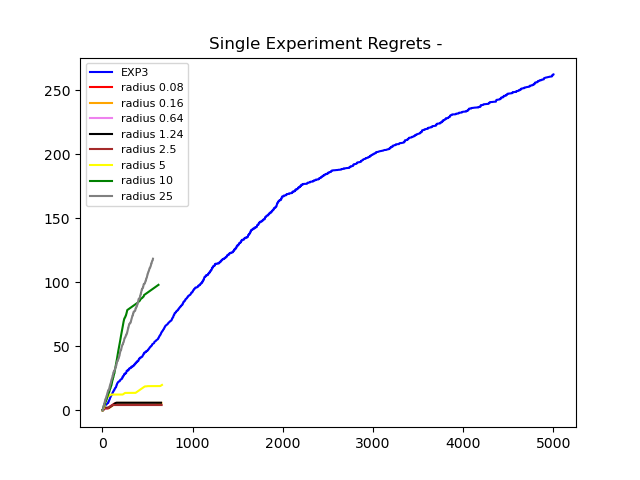 Single Experiment Regrets -
EXP3
radius 0.08
radius 0.16
radius 0.64
radius 1.24
radius 2.5
radius 5
radius 10
radius 25
250
200
150
100
50
0
0 1000 2000 3000 4000 5000